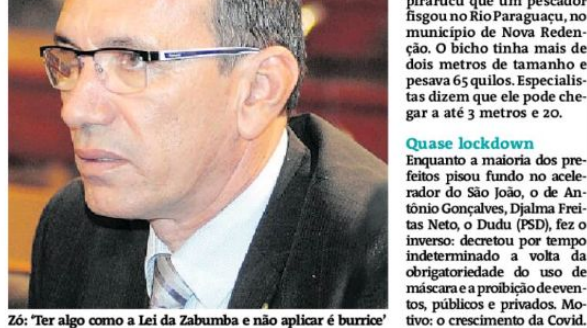 Zó: 'Ter algo como a Lei da Zabumba e não aplicar é burrice'
pirarucu que um pescador
fisgou no Rio Paraguaçu, no
município de Nova Reden-
ção. O bicho tinha mais de
dois metros de tamanho e
pesava 65 quilos. Especialis-
tas dizem que ele pode che-
gar a até 3 metros e 20.
Quase lockdown
Enquanto a maioria dos pre-
feitos pisou fundo no acele-
rador do São João, o de An-
tônio Gonçalves, Djalma Frei-
tas Neto, o Dudu (PSD), fez o
inverso: decretou por tempo
indeterminado a volta da
obrigatoriedade do uso de
máscara e a proibição de even-
tos, públicos e privados. Mo-
tivo: o crescimento da Covid.